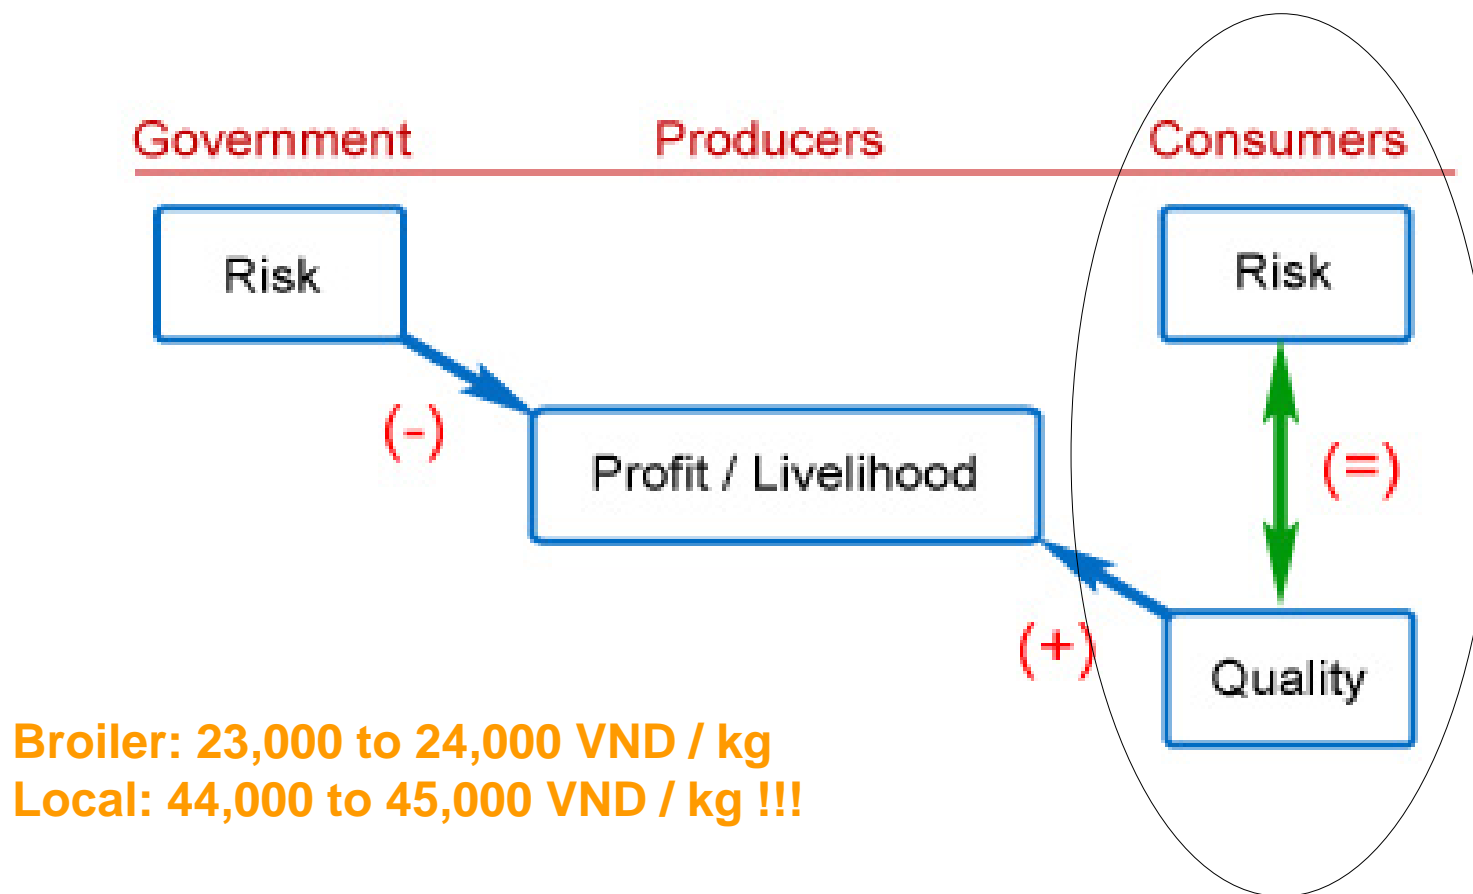 Government Producers Consumers
Risk Risk
(-)
Profit / Livelihood
(=)
(+)
Quality
Broiler: 23,000 to 24,000 VND / kg
Local: 44,000 to 45,000 VND / kg !!!